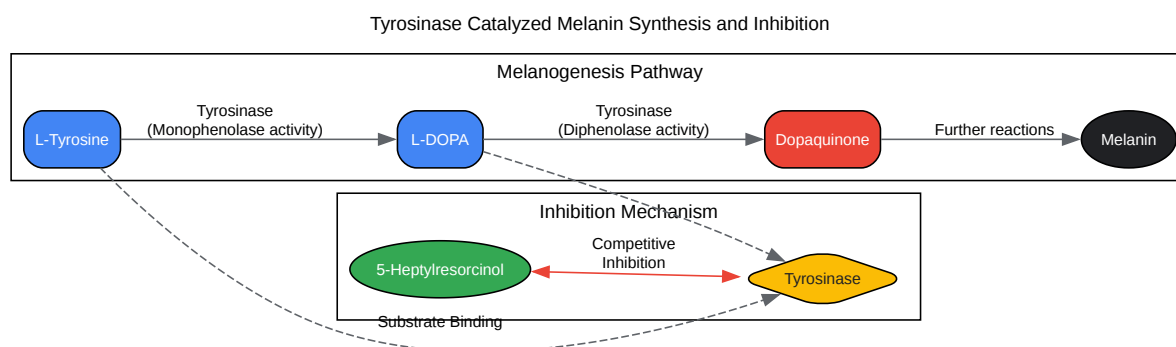 Tyrosinase Catalyzed Melanin Synthesis and Inhibition
Melanogenesis Pathway
L-Tyrosine
Tyrosinase
(Monophenolase activity)
L-DOPA
Tyrosinase
(Diphenolase activity)
Dopaquinone
Further reactions
Melanin
Inhibition Mechanism
5-Heptylresorcinol
Competitive
Inhibition
Tyrosinase
Substrate Binding